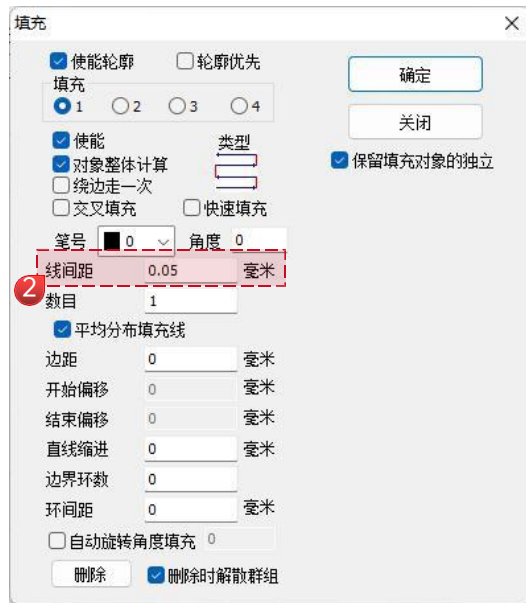 填充
使能轮廓 轮廓优先
填充
1 2 3 4
使能 类型
对象整体计算
绕边走一次
交叉填充 快速填充
笔号 0 角度 0
线间距 0.05 毫米
2
数目 1
平均分布填充线
边距 0 毫米
开始偏移 0 毫米
结束偏移 0 毫米
直线缩进 0 毫米
边界环数 0
环间距 0 毫米
自动旋转角度填充 0
删除 删除时解散群组
确定
关闭
保留填充对象的独立